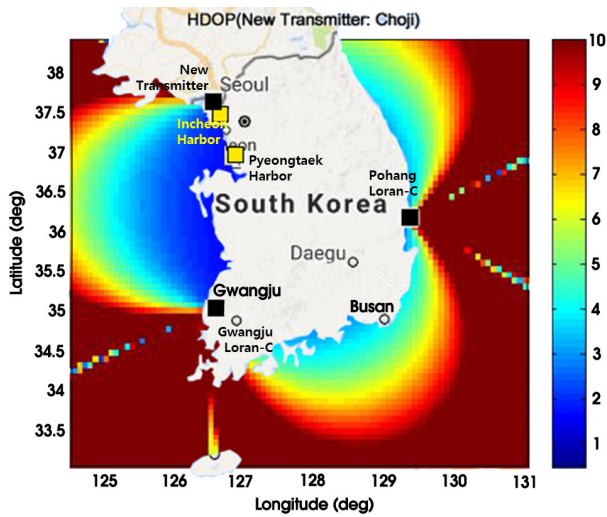 HDOP(New Transmitter: Choji)
10
9
8
7
6
5
4
3
2
1
38
37.5
37
36.5
36
35.5
35
34.5
34
33.5
Latitude (deg)
New
Transmitter
Seoul
Incheon
Harbor
eon
Pyeongtaek
Harbor
Pohang
Loran-C
South Korea
Daegu
Gwangju
Busan
Gwangju
Loran-C
125
126
127
128
129
130
131
Longitude (deg)